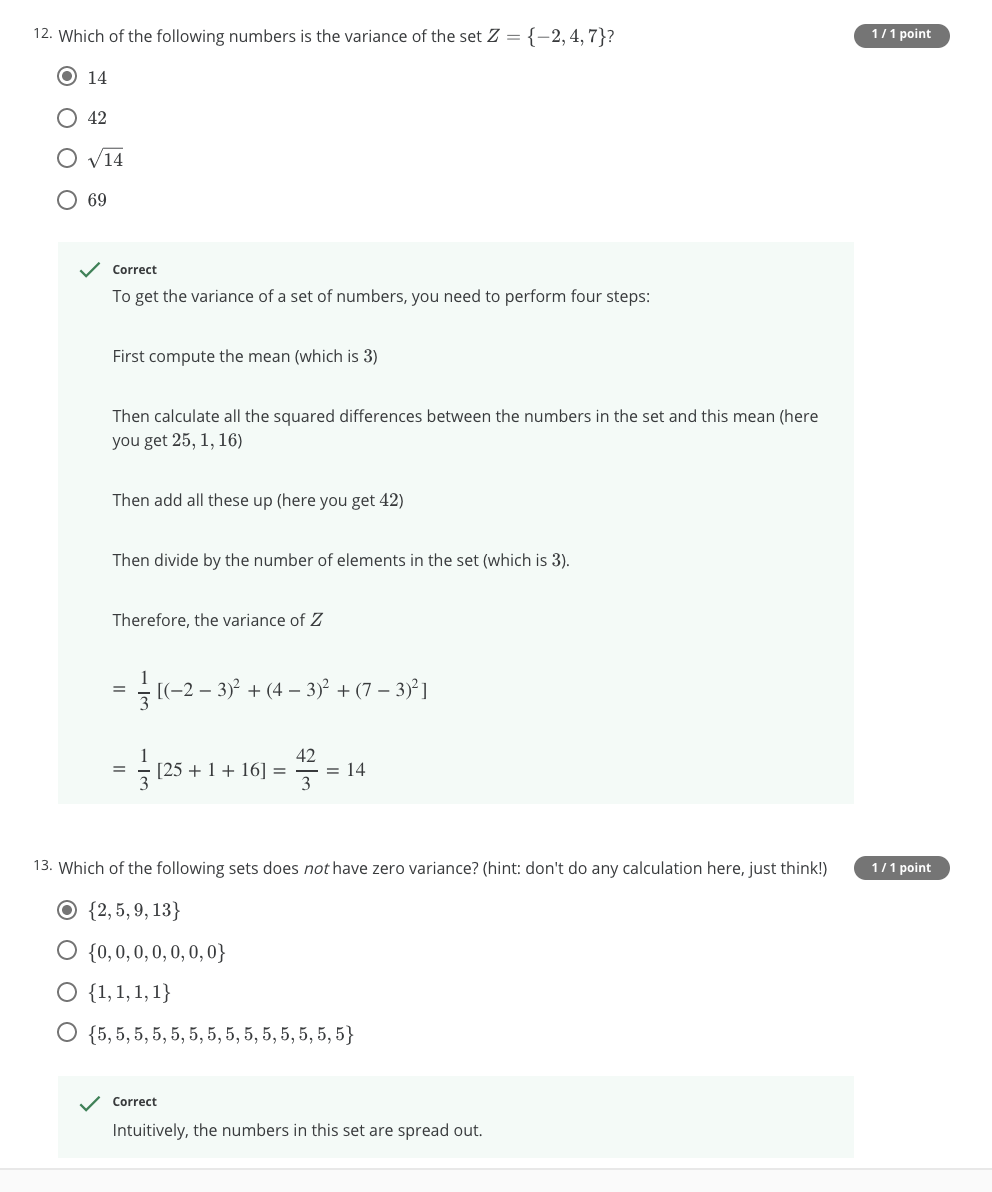 12. Which of the following numbers is the variance of the set Z = {−2, 4, 7}?
1 / 1 point
14
42
√14
69
Correct
To get the variance of a set of numbers, you need to perform four steps:
First compute the mean (which is 3)
Then calculate all the squared differences between the numbers in the set and this mean (here
you get 25, 1, 16)
Then add all these up (here you get 42)
Then divide by the number of elements in the set (which is 3).
Therefore, the variance of Z
= 1/3 [(−2 − 3)² + (4 − 3)² + (7 − 3)²]
= 1/3 [25 + 1 + 16] = 42/3 = 14
13. Which of the following sets does not have zero variance? (hint: don't do any calculation here, just think!)
1 / 1 point
{2, 5, 9, 13}
{0, 0, 0, 0, 0, 0, 0}
{1, 1, 1, 1}
{5, 5, 5, 5, 5, 5, 5, 5, 5, 5, 5, 5, 5, 5}
Correct
Intuitively, the numbers in this set are spread out.